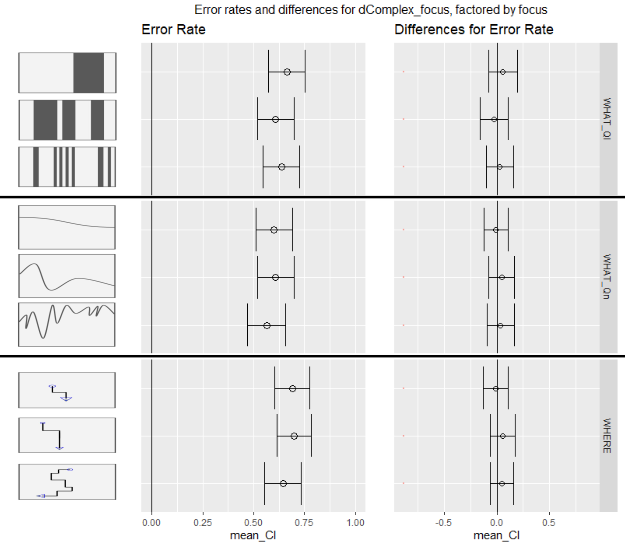 Error rates and differences for dComplex_focus, factored by focus
Error Rate
Differences for Error Rate
WHAT_Ql
WHAT_Qn
WHERE
0.00 0.25 0.50 0.75 1.00
-0.5 0.0 0.5
mean_CI
mean_CI